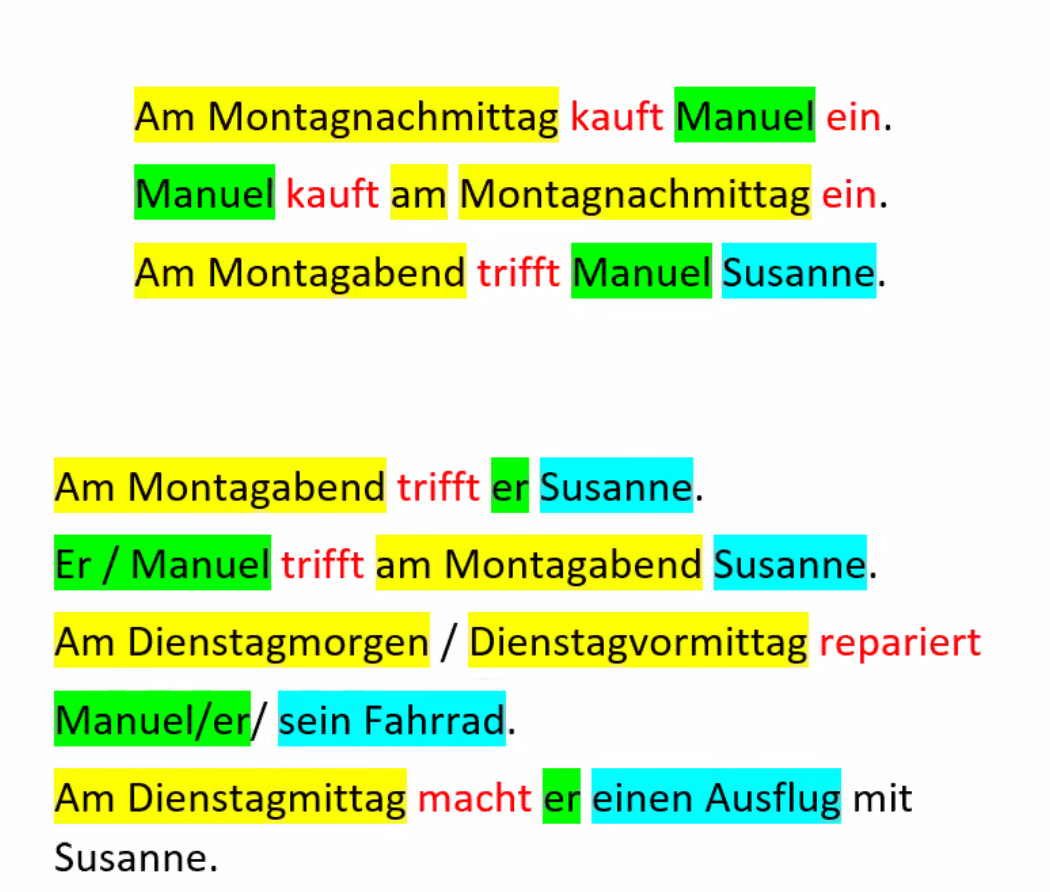 Am Montagnachmittag kauft Manuel ein.
Manuel kauft am Montagnachmittag ein.
Am Montagabend trifft Manuel Susanne.
Am Montagabend trifft er Susanne.
Er / Manuel trifft am Montagabend Susanne.
Am Dienstagmorgen / Dienstagvormittag repariert
Manuel/er/ sein Fahrrad.
Am Dienstagmittag macht er einen Ausflug mit
Susanne.